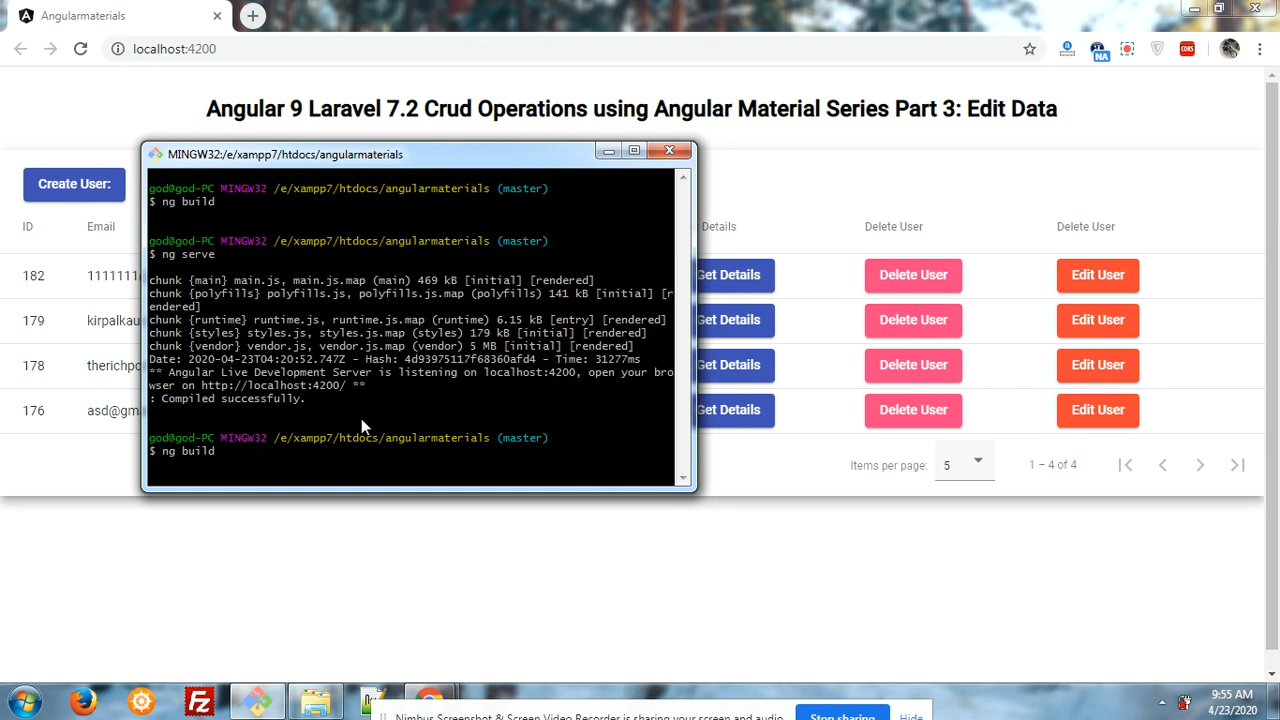 Angularmaterials
localhost:4200
NA
CORS
Angular 9 Laravel 7.2 Crud Operations using Angular Material Series Part 3: Edit Data
MINGW32:/e/xampp7/htdocs/angularmaterials
god@god-PC MINGW32 /e/xampp7/htdocs/angularmaterials (master)
$ ng build
god@god-PC MINGW32 /e/xampp7/htdocs/angularmaterials (master)
$ ng serve
chunk {main} main.js, main.js.map (main) 469 kB [initial] [rendered]
chunk {polyfills} polyfills.js, polyfills.js.map (polyfills) 141 kB [initial] [r
endered]
chunk {runtime} runtime.js, runtime.js.map (runtime) 6.15 kB [entry] [rendered]
chunk {styles} styles.js, styles.js.map (styles) 179 kB [initial] [rendered]
chunk {vendor} vendor.js, vendor.js.map (vendor) 5 MB [initial] [rendered]
Date: 2020-04-23T04:20:52.747Z - Hash: 4d93975117f68360afd4 - Time: 31277ms
** Angular Live Development Server is listening on localhost:4200, open your bro
wser on http://localhost:4200/ **
: Compiled successfully.
god@god-PC MINGW32 /e/xampp7/htdocs/angularmaterials (master)
$ ng build
Create User:
ID Email Details Delete User Delete User
182 1111111 Get Details Delete User Edit User
179 kirpalkau Get Details Delete User Edit User
178 therichpo Get Details Delete User Edit User
176 asd@gma Get Details Delete User Edit User
Items per page: 5 1 – 4 of 4
Nimbus Screenshot & Screen Video Recorder is sharing your screen and audio. Stop sharing Hide
9:55 AM
4/23/2020